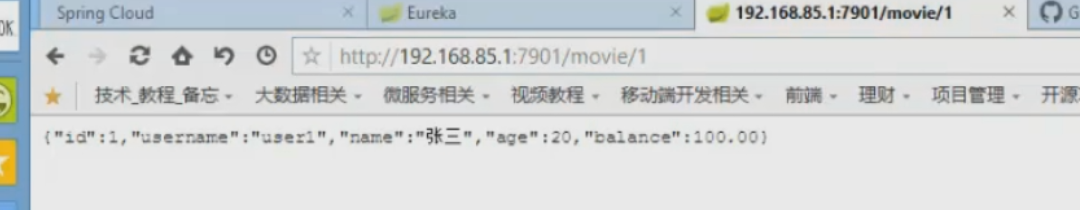 OK
Spring Cloud
Eureka
192.168.85.1:7901/movie/1
G
http://192.168.85.1:7901/movie/1
技术_教程_备忘 大数据相关 微服务相关 视频教程 移动端开发相关 前端 理财 项目管理 开源
{"id":1,"username":"user1","name":"张三","age":20,"balance":100.00}